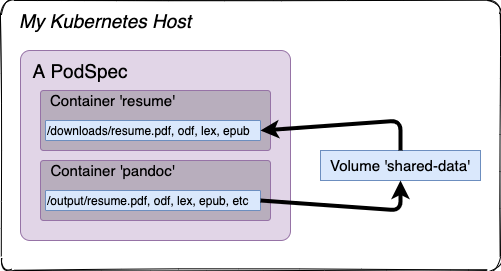 My Kubernetes Host
A PodSpec
Container 'resume'
/downloads/resume.pdf, odf, lex, epub
Container 'pandoc'
/output/resume.pdf, odf, lex, epub, etc
Volume 'shared-data'